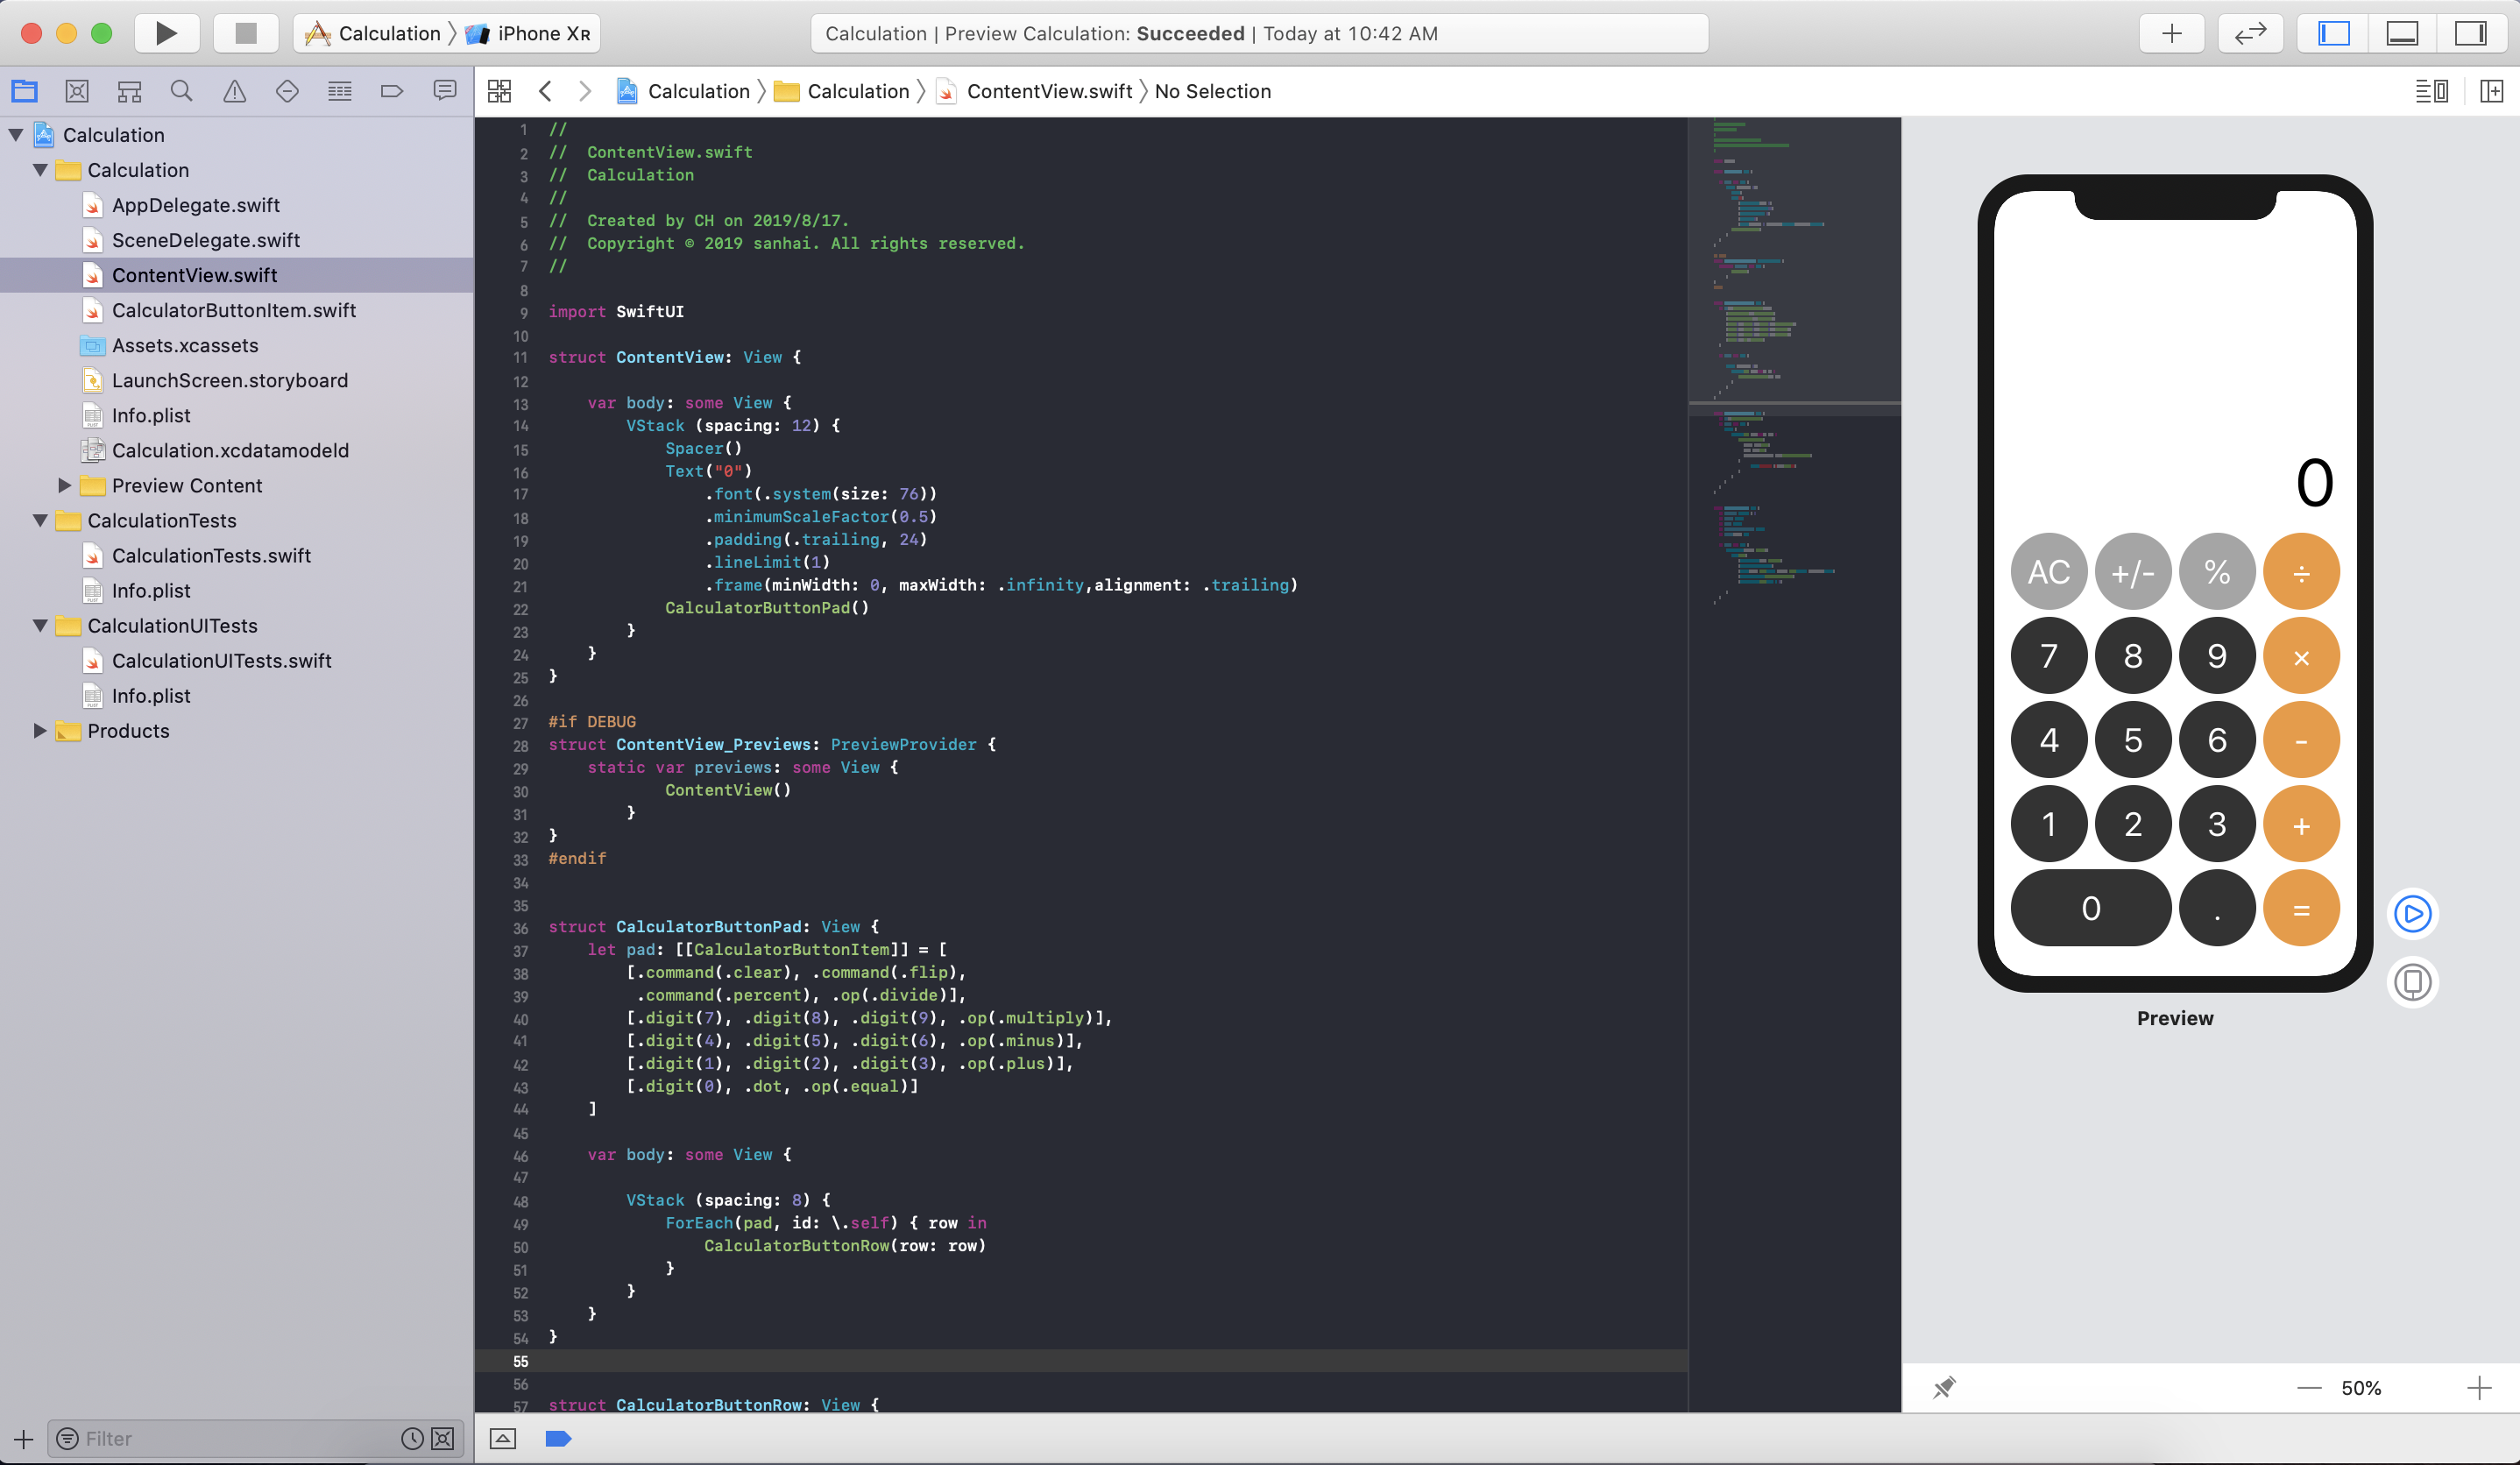 Calculation
iPhone XR
Calculation | Preview Calculation: Succeeded | Today at 10:42 AM
Calculation
Calculation
ContentView.swift
No Selection
Calculation
Calculation
AppDelegate.swift
SceneDelegate.swift
ContentView.swift
CalculatorButtonItem.swift
Assets.xcassets
LaunchScreen.storyboard
Info.plist
Calculation.xcdatamodeld
Preview Content
CalculationTests
CalculationTests.swift
Info.plist
CalculationUITests
CalculationUITests.swift
Info.plist
Products
Filter
1 //
2 //  ContentView.swift
3 //  Calculation
4 //
5 //  Created by CH on 2019/8/17.
6 //  Copyright © 2019 sanhai. All rights reserved.
7 //
8
9 import SwiftUI
10
11 struct ContentView: View {
12
13     var body: some View {
14         VStack (spacing: 12) {
15             Spacer()
16             Text("0")
17                 .font(.system(size: 76))
18                 .minimumScaleFactor(0.5)
19                 .padding(.trailing, 24)
20                 .lineLimit(1)
21                 .frame(minWidth: 0, maxWidth: .infinity,alignment: .trailing)
22             CalculatorButtonPad()
23         }
24     }
25 }
26
27 #if DEBUG
28 struct ContentView_Previews: PreviewProvider {
29     static var previews: some View {
30             ContentView()
31         }
32 }
33 #endif
34
35
36 struct CalculatorButtonPad: View {
37     let pad: [[CalculatorButtonItem]] = [
38         [.command(.clear), .command(.flip),
39          .command(.percent), .op(.divide)],
40         [.digit(7), .digit(8), .digit(9), .op(.multiply)],
41         [.digit(4), .digit(5), .digit(6), .op(.minus)],
42         [.digit(1), .digit(2), .digit(3), .op(.plus)],
43         [.digit(0), .dot, .op(.equal)]
44     ]
45
46     var body: some View {
47
48         VStack (spacing: 8) {
49             ForEach(pad, id: \.self) { row in
50                 CalculatorButtonRow(row: row)
51             }
52         }
53     }
54 }
55
56
57 struct CalculatorButtonRow: View {
0
AC +/- % ÷
7 8 9 ×
4 5 6 -
1 2 3 +
0 . =
Preview
50%